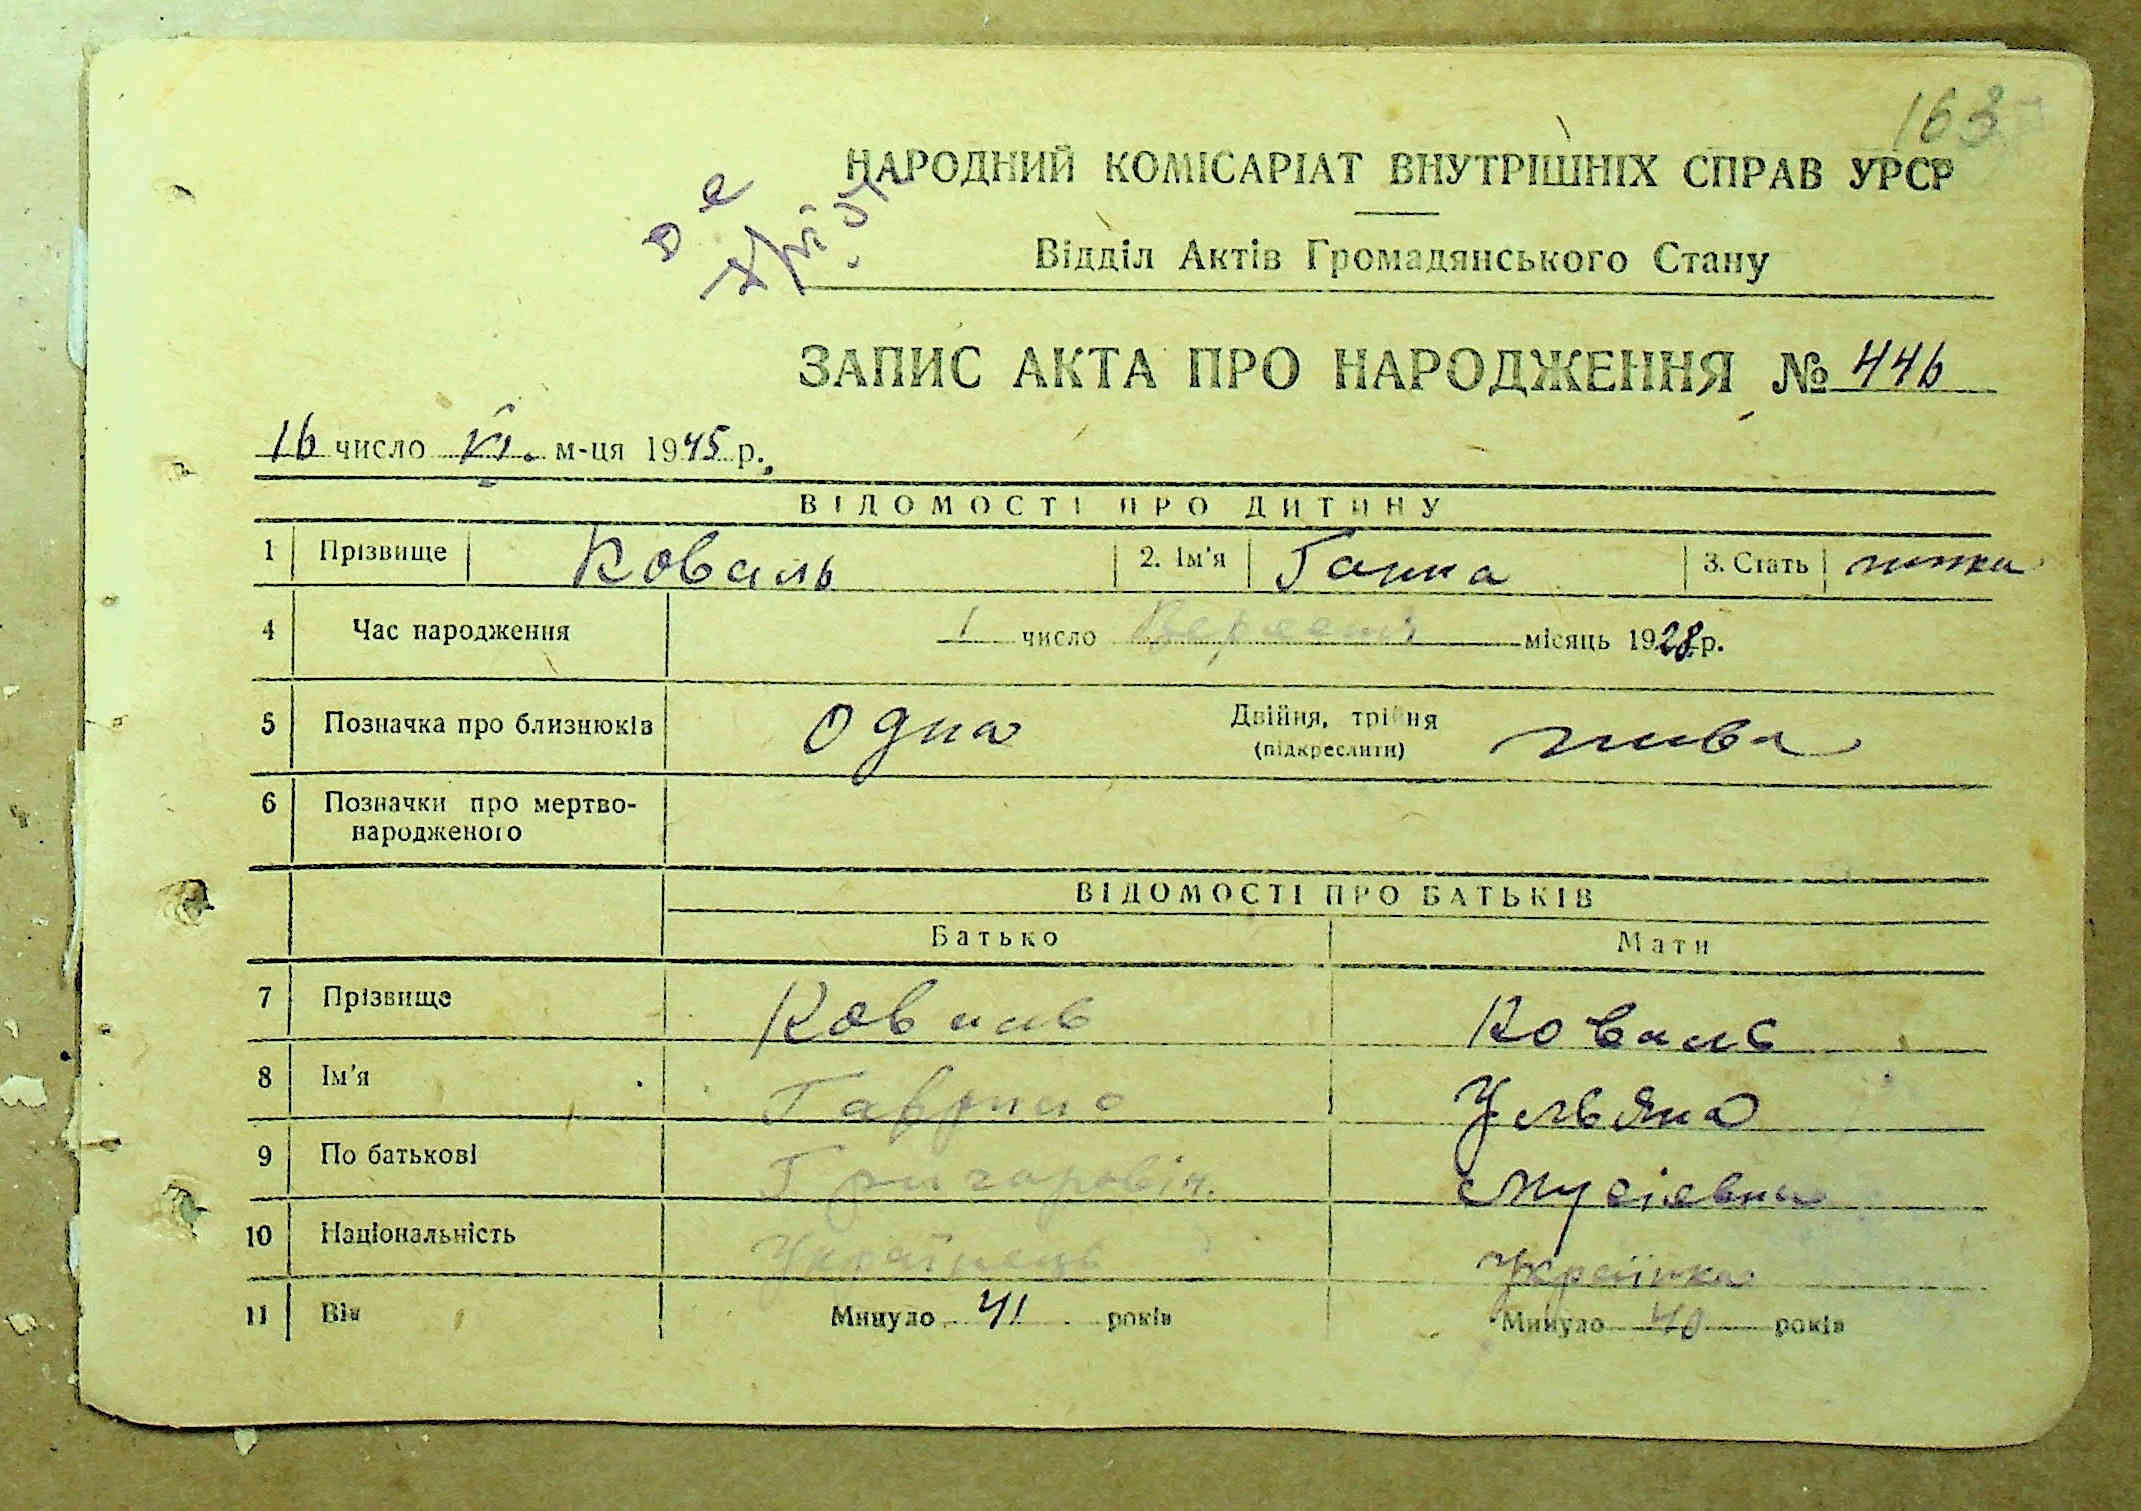 163
НАРОДНИЙ КОМІСАРІАТ ВНУТРІШНІХ СПРАВ УРСР
Відділ Актів Громадянського Стану
ЗАПИС АКТА ПРО НАРОДЖЕННЯ № 446
16 число VI. м-ця 1945 р.
ВІДОМОСТІ ПРО ДИТИНУ
1 Прізвище Коваль 2. Ім'я Ганна 3. Стать жінка
4 Час народження 1 число Вересня місяць 1928 р.
5 Позначка про близнюків Одна Двійня, трійня (підкреслити) жива
6 Позначки про мертво-
народженого
ВІДОМОСТІ ПРО БАТЬКІВ
Батько Мати
7 Прізвище Коваль Коваль
8 Ім'я Гаврило Ульяна
9 По батькові Григоровіч. Мусіевна
10 Національність Українець Українка
11 Вік Минуло 41 років Минуло 40 років